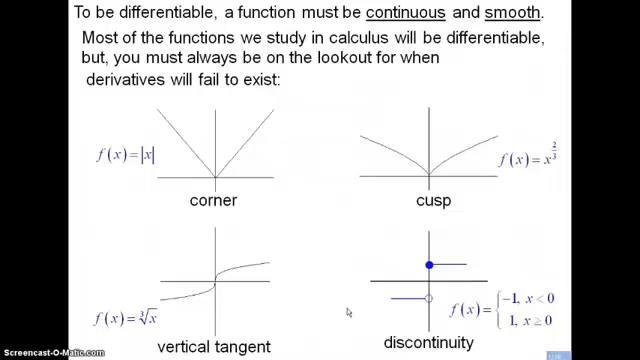 To be differentiable, a function must be continuous and smooth.
Most of the functions we study in calculus will be differentiable,
but, you must always be on the lookout for when
derivatives will fail to exist:
f(x) = |x|
corner
f(x) = x^{2/3}
cusp
f(x) = ∛x
vertical tangent
f(x) = { −1, x < 0
1, x ≥ 0
discontinuity
Screencast-O-Matic.com